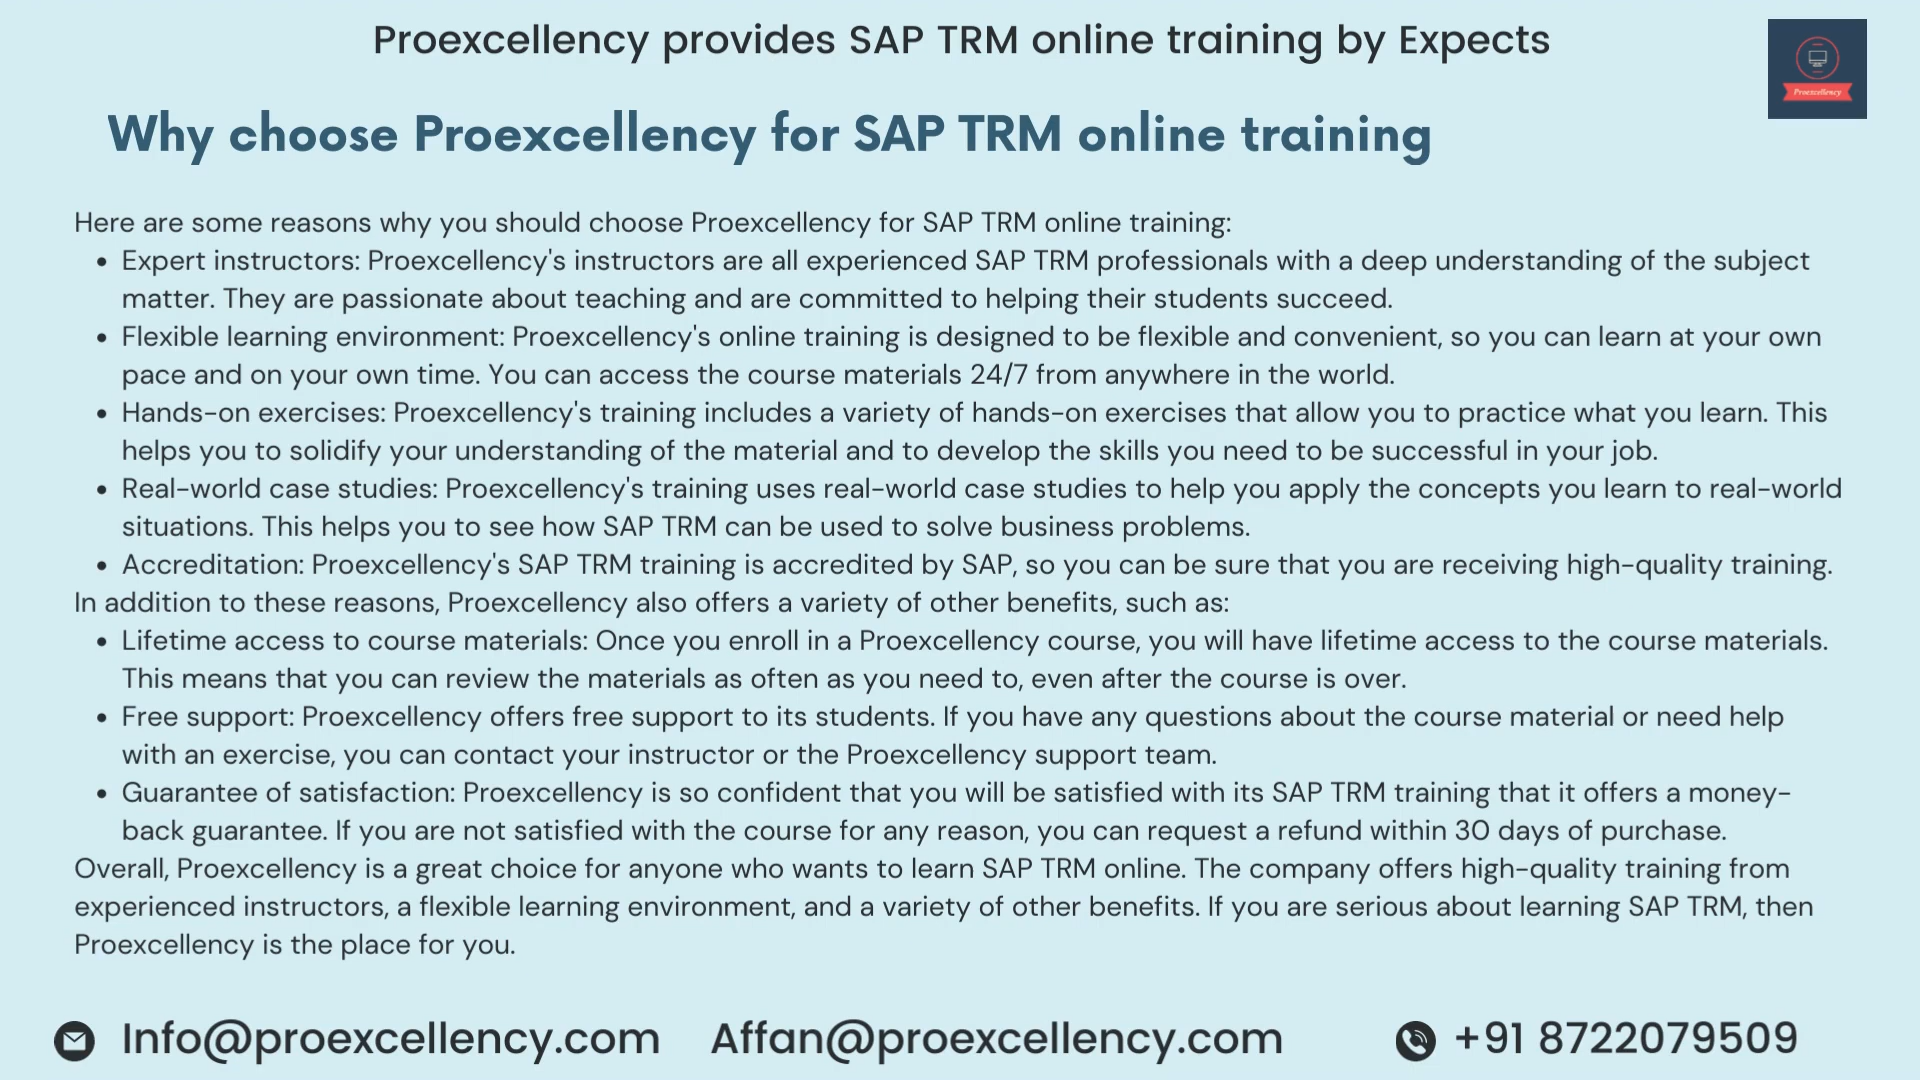 Proexcellency provides SAP TRM online training by Expects
Proexcellency
Why choose Proexcellency for SAP TRM online training
Here are some reasons why you should choose Proexcellency for SAP TRM online training:
• Expert instructors: Proexcellency's instructors are all experienced SAP TRM professionals with a deep understanding of the subject
matter. They are passionate about teaching and are committed to helping their students succeed.
• Flexible learning environment: Proexcellency's online training is designed to be flexible and convenient, so you can learn at your own
pace and on your own time. You can access the course materials 24/7 from anywhere in the world.
• Hands-on exercises: Proexcellency's training includes a variety of hands-on exercises that allow you to practice what you learn. This
helps you to solidify your understanding of the material and to develop the skills you need to be successful in your job.
• Real-world case studies: Proexcellency's training uses real-world case studies to help you apply the concepts you learn to real-world
situations. This helps you to see how SAP TRM can be used to solve business problems.
• Accreditation: Proexcellency's SAP TRM training is accredited by SAP, so you can be sure that you are receiving high-quality training.
In addition to these reasons, Proexcellency also offers a variety of other benefits, such as:
• Lifetime access to course materials: Once you enroll in a Proexcellency course, you will have lifetime access to the course materials.
This means that you can review the materials as often as you need to, even after the course is over.
• Free support: Proexcellency offers free support to its students. If you have any questions about the course material or need help
with an exercise, you can contact your instructor or the Proexcellency support team.
• Guarantee of satisfaction: Proexcellency is so confident that you will be satisfied with its SAP TRM training that it offers a money-
back guarantee. If you are not satisfied with the course for any reason, you can request a refund within 30 days of purchase.
Overall, Proexcellency is a great choice for anyone who wants to learn SAP TRM online. The company offers high-quality training from
experienced instructors, a flexible learning environment, and a variety of other benefits. If you are serious about learning SAP TRM, then
Proexcellency is the place for you.
Info@proexcellency.com Affan@proexcellency.com +91 8722079509